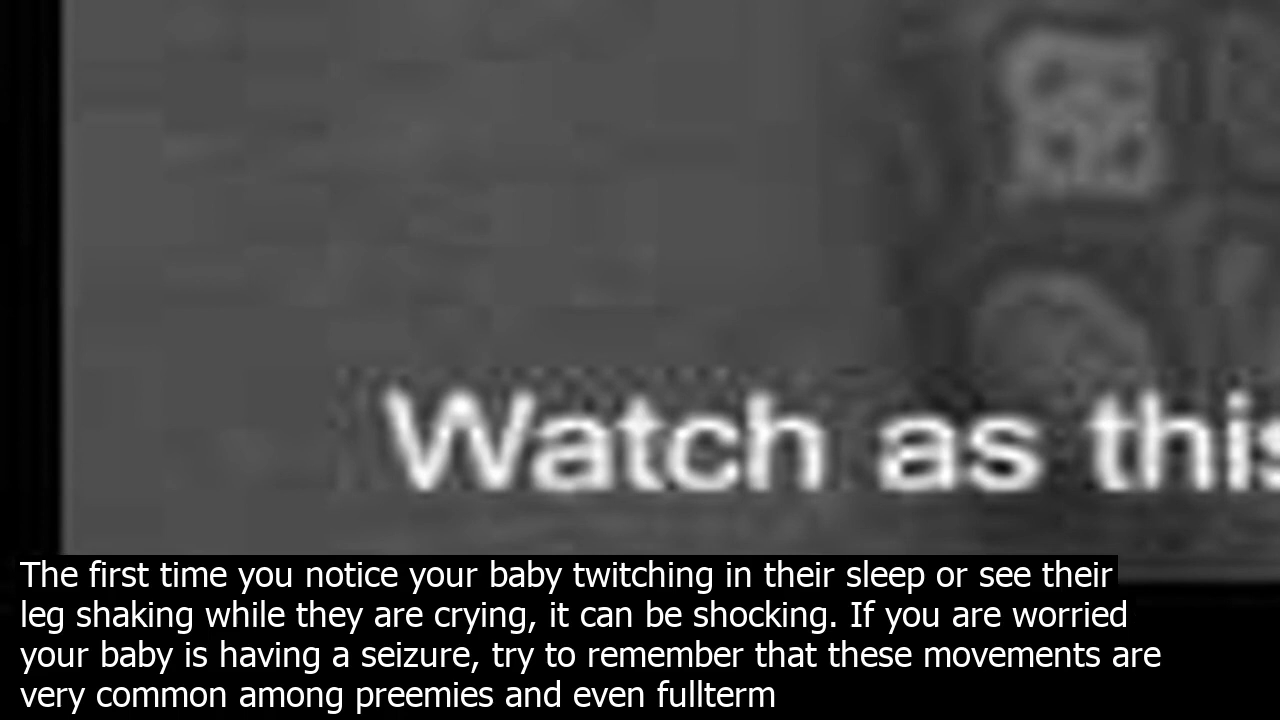 Watch as this
The first time you notice your baby twitching in their sleep or see their
leg shaking while they are crying, it can be shocking. If you are worried
your baby is having a seizure, try to remember that these movements are
very common among preemies and even fullterm